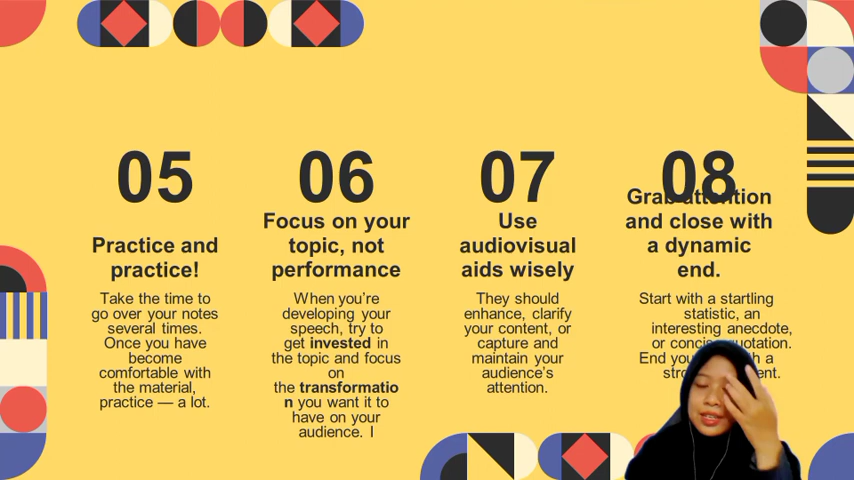 05
Practice and
practice!
Take the time to
go over your notes
several times.
Once you have
become
comfortable with
the material,
practice — a lot.
06
Focus on your
topic, not
performance
When you're
developing your
speech, try to
get invested in
the topic and focus
on
the transformatio
n you want it to
have on your
audience. I
07
Use
audiovisual
aids wisely
They should
enhance, clarify
your content, or
capture and
maintain your
audience's
attention.
08
Grab attention
and close with
a dynamic
end.
Start with a startling
statistic, an
interesting anecdote,
or concise quotation.
End a